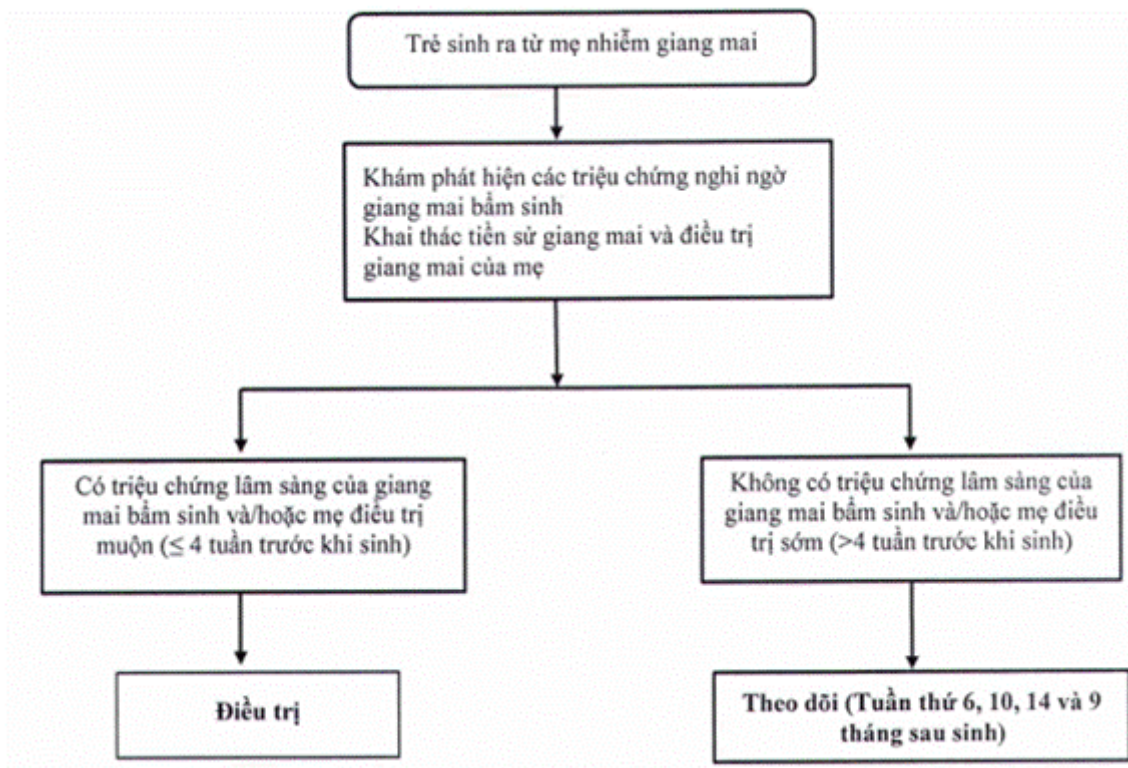 Trẻ sinh ra từ mẹ nhiễm giang mai
Khám phát hiện các triệu chứng nghi ngờ
giang mai bẩm sinh
Khai thác tiền sử giang mai và điều trị
giang mai của mẹ
Có triệu chứng lâm sàng của giang
mai bẩm sinh và/hoặc mẹ điều trị
muộn (≤ 4 tuần trước khi sinh)
Không có triệu chứng lâm sàng của
giang mai bẩm sinh và/hoặc mẹ điều
trị sớm (>4 tuần trước khi sinh)
Điều trị
Theo dõi (Tuần thứ 6, 10, 14 và 9
tháng sau sinh)